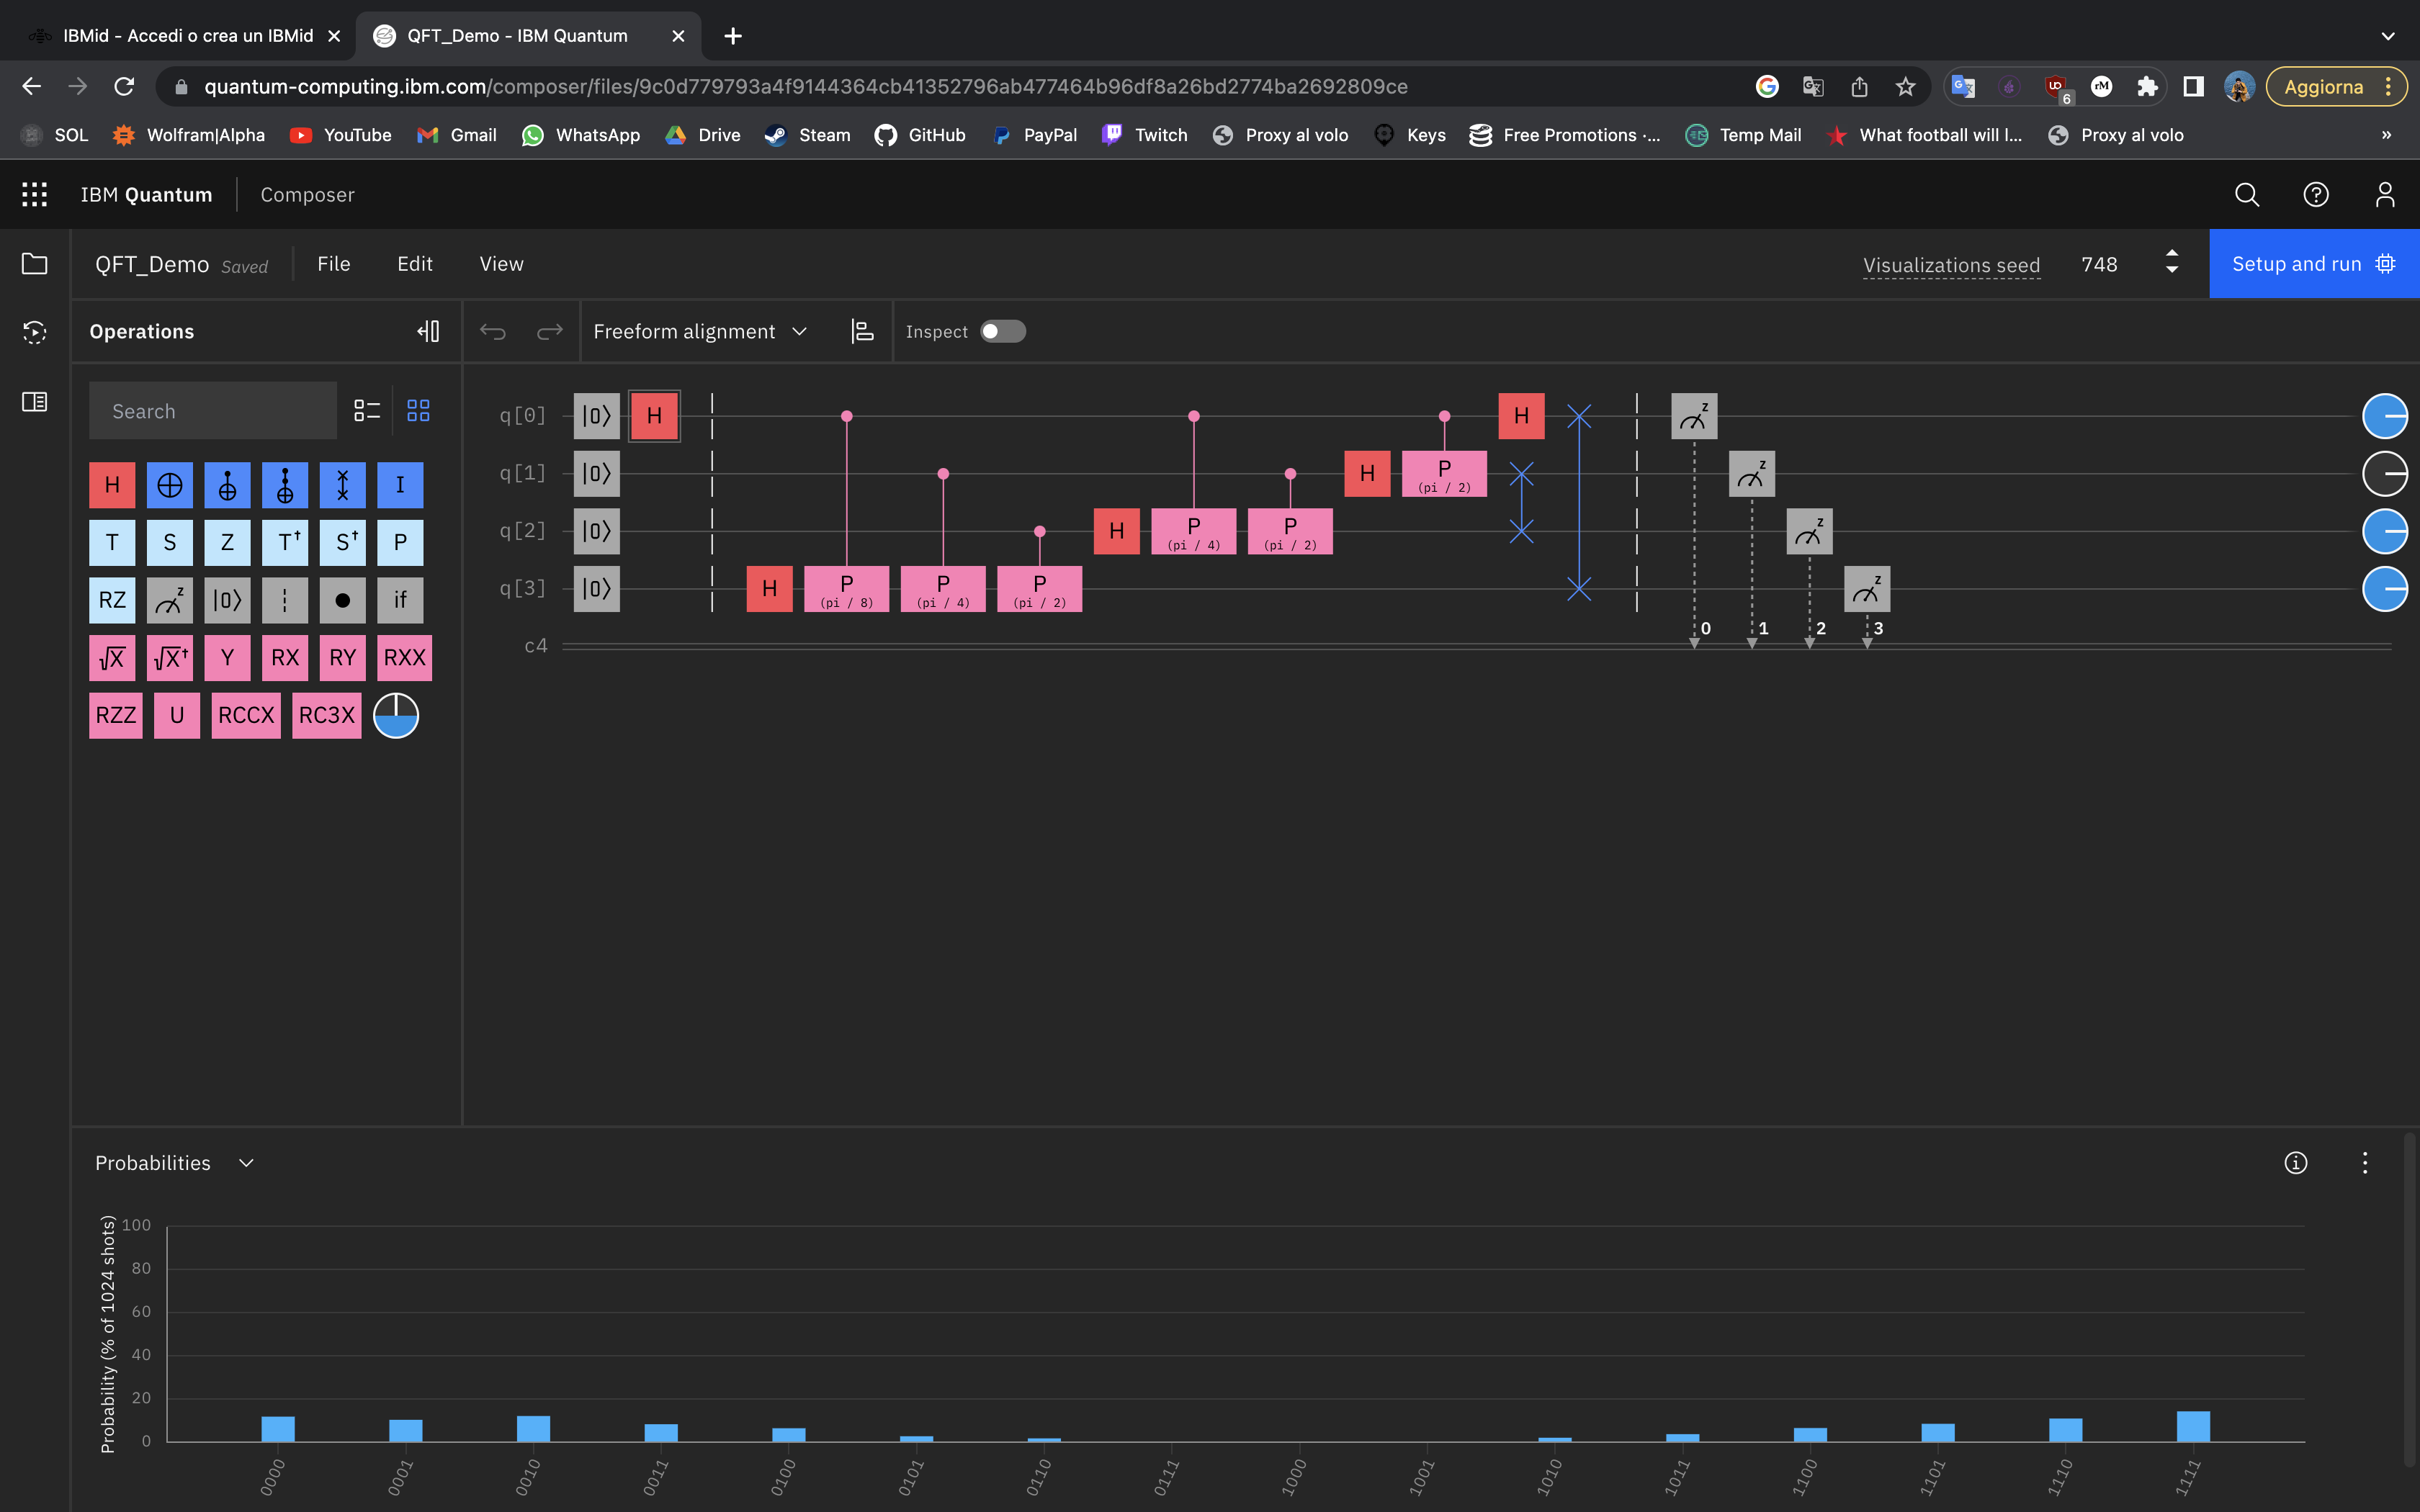 IBMid - Accedi o crea un IBMid
QFT_Demo - IBM Quantum
quantum-computing.ibm.com/composer/files/9c0d779793a4f9144364cb41352796ab477464b96df8a26bd2774ba2692809ce
6
rM
Aggiorna
SOL
Wolfram|Alpha
YouTube
Gmail
WhatsApp
Drive
Steam
GitHub
PayPal
Twitch
Proxy al volo
Keys
Free Promotions ·...
Temp Mail
What football will l...
Proxy al volo
»
IBM Quantum
Composer
QFT_Demo Saved
File
Edit
View
Visualizations seed
748
Setup and run
Operations
Freeform alignment
Inspect
Search
H I
T S Z T† S† P
RZ z |0⟩ if
√X √X† Y RX RY RXX
RZZ U RCCX RC3X
q[0] |0⟩ H H z
q[1] |0⟩ H P (pi / 2) z
q[2] |0⟩ H P (pi / 4) P (pi / 2) z
q[3] |0⟩ H P (pi / 8) P (pi / 4) P (pi / 2) z
c4 0 1 2 3
Probabilities
Probability (% of 1024 shots)
100
80
60
40
20
0
0000 0001 0010 0011 0100 0101 0110 0111 1000 1001 1010 1011 1100 1101 1110 1111